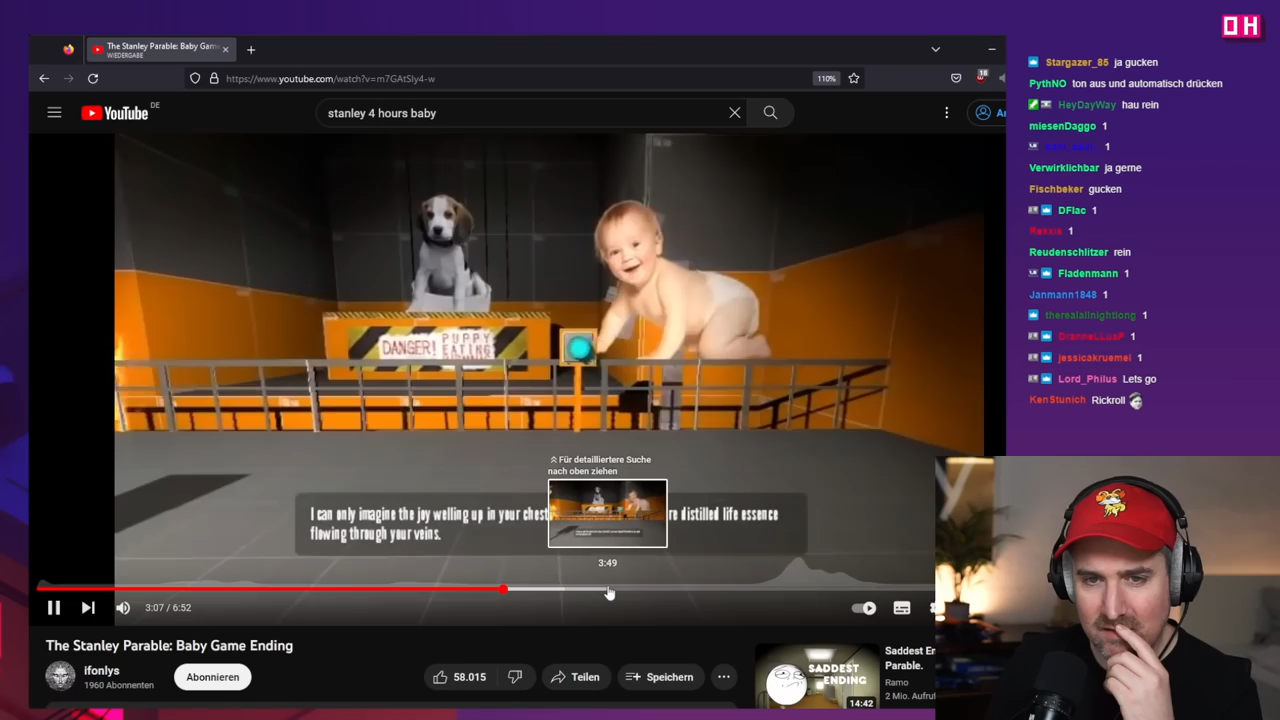 OH
The Stanley Parable: Baby Game
WIEDERGABE
https://www.youtube.com/watch?v=m7GAtSly4-w
110%
18
YouTube DE
stanley 4 hours baby
DANGER! PUPPY
EATING
Für detailliertere Suche
nach oben ziehen
I can only imagine the joy welling up in your chest
re distilled life essence
flowing through your veins.
3:49
3:07 / 6:52
The Stanley Parable: Baby Game Ending
ifonlys
1960 Abonnenten
Abonnieren
58.015
Teilen
Speichern
SADDEST
ENDING
14:42
Saddest En
Parable.
Ramo
2 Mio. Aufruf
Stargazer_85 ja gucken
PythNO ton aus und automatisch drücken
HeyDayWay hau rein
miesenDaggo 1
1
Verwirklichbar ja gerne
Fischbeker gucken
DFlac 1
1
Reudenschlitzer rein
Fladenmann 1
Janmann1848 1
therealallnightlong 1
1
jessicakruemel 1
Lord_Philus Lets go
KenStunich Rickroll